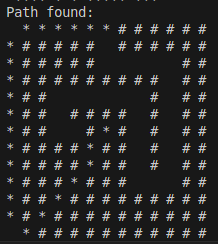 Path found:
  * * * * * * # # # # # #
* # # # # #   # # # # # #
* # # # # #           # #
* # # # # # # # # #   # #
* # #             #   # #
* # #   # # # #   #   # #
* # #     # * #   #   # #
* # # # # * # #   #   # #
* # # # # * # #   #   # #
* # # # * # # #       # #
* # # * # # # # # # # # #
* # * # # # # # # # # # #
  * # # # # # # # # # # #